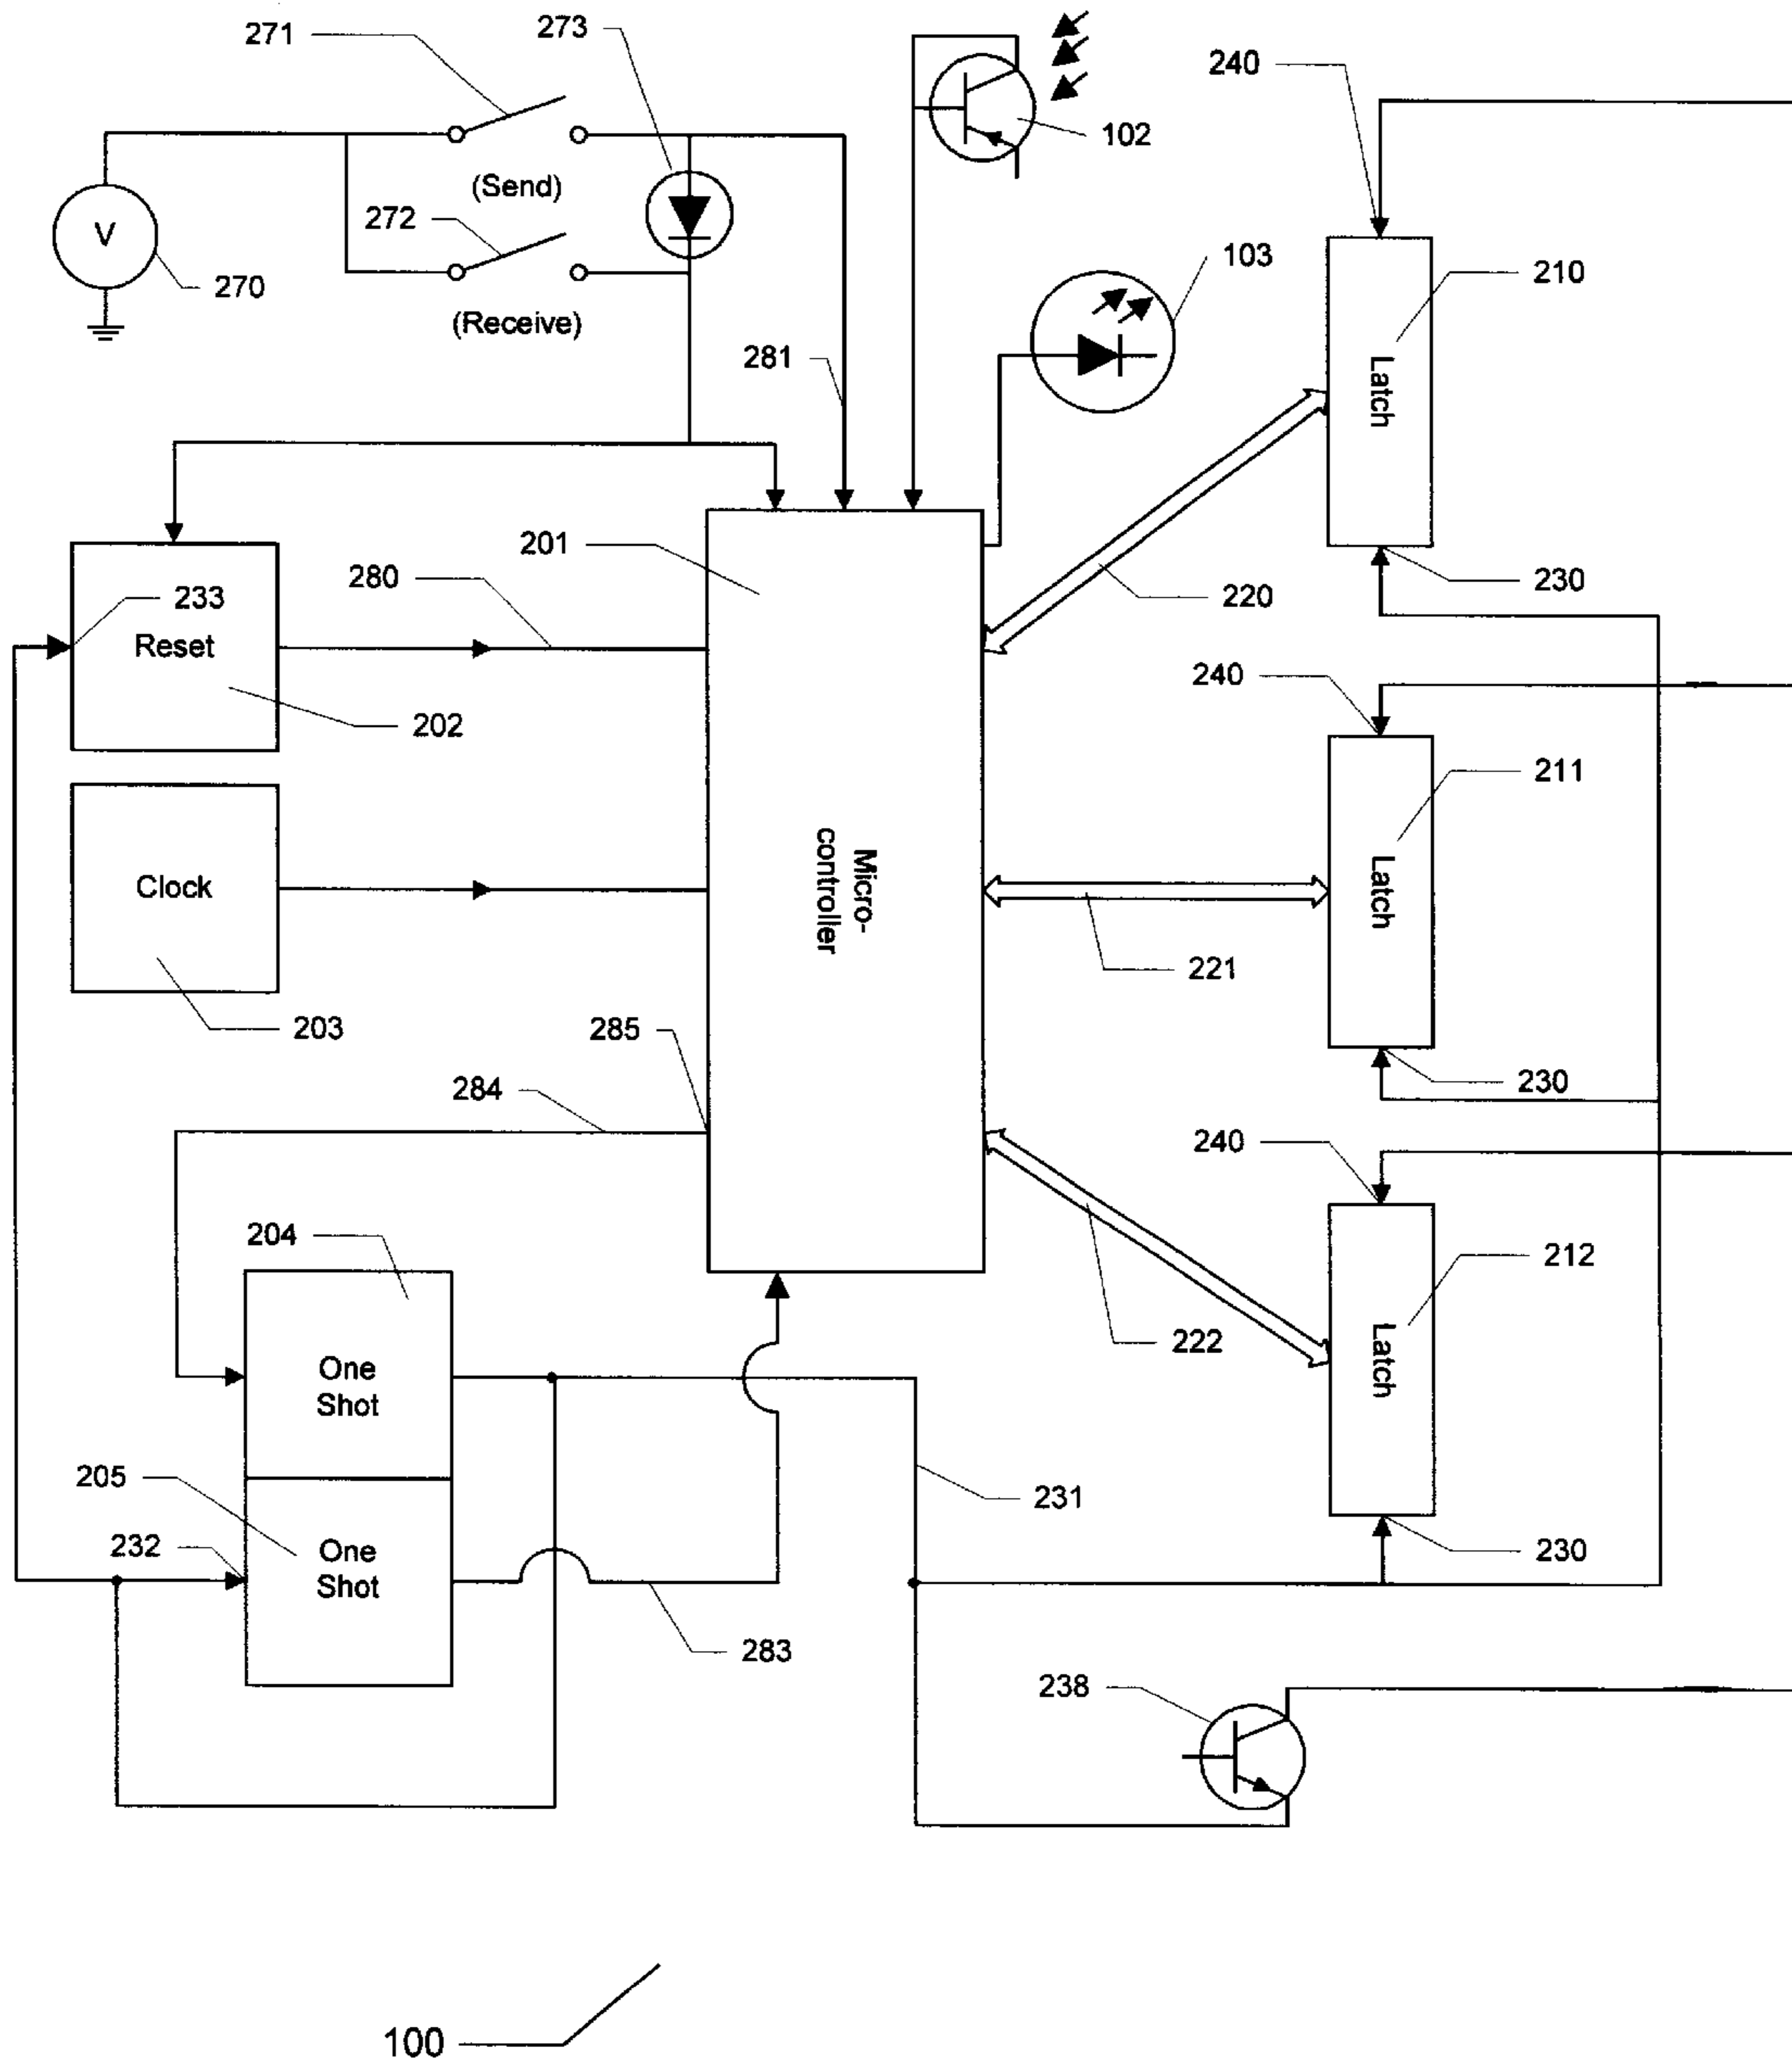 271
273
240
102
(Send)
272
V
270
(Receive)
103
210
281
Latch
201
280
233
Reset
220
230
202
240
211
Clock
Micro-
controller
Latch
221
203
285
284
230
240
204
212
222
Latch
One
Shot
205
231
232
One
Shot
230
283
238
100